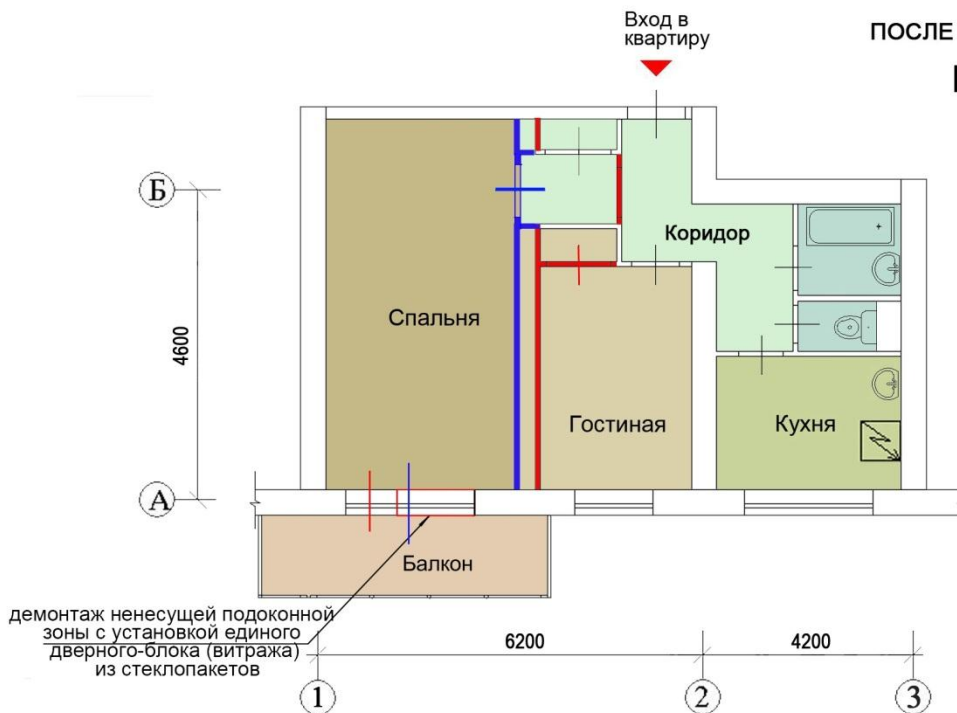 Вход в
квартиру
ПОСЛЕ
Б
Коридор
Спальня
4600
Гостиная
Кухня
А
Балкон
демонтаж ненесущей подоконной
зоны с установкой единого
дверного-блока (витража)
из стеклопакетов
6200
4200
1
2
3